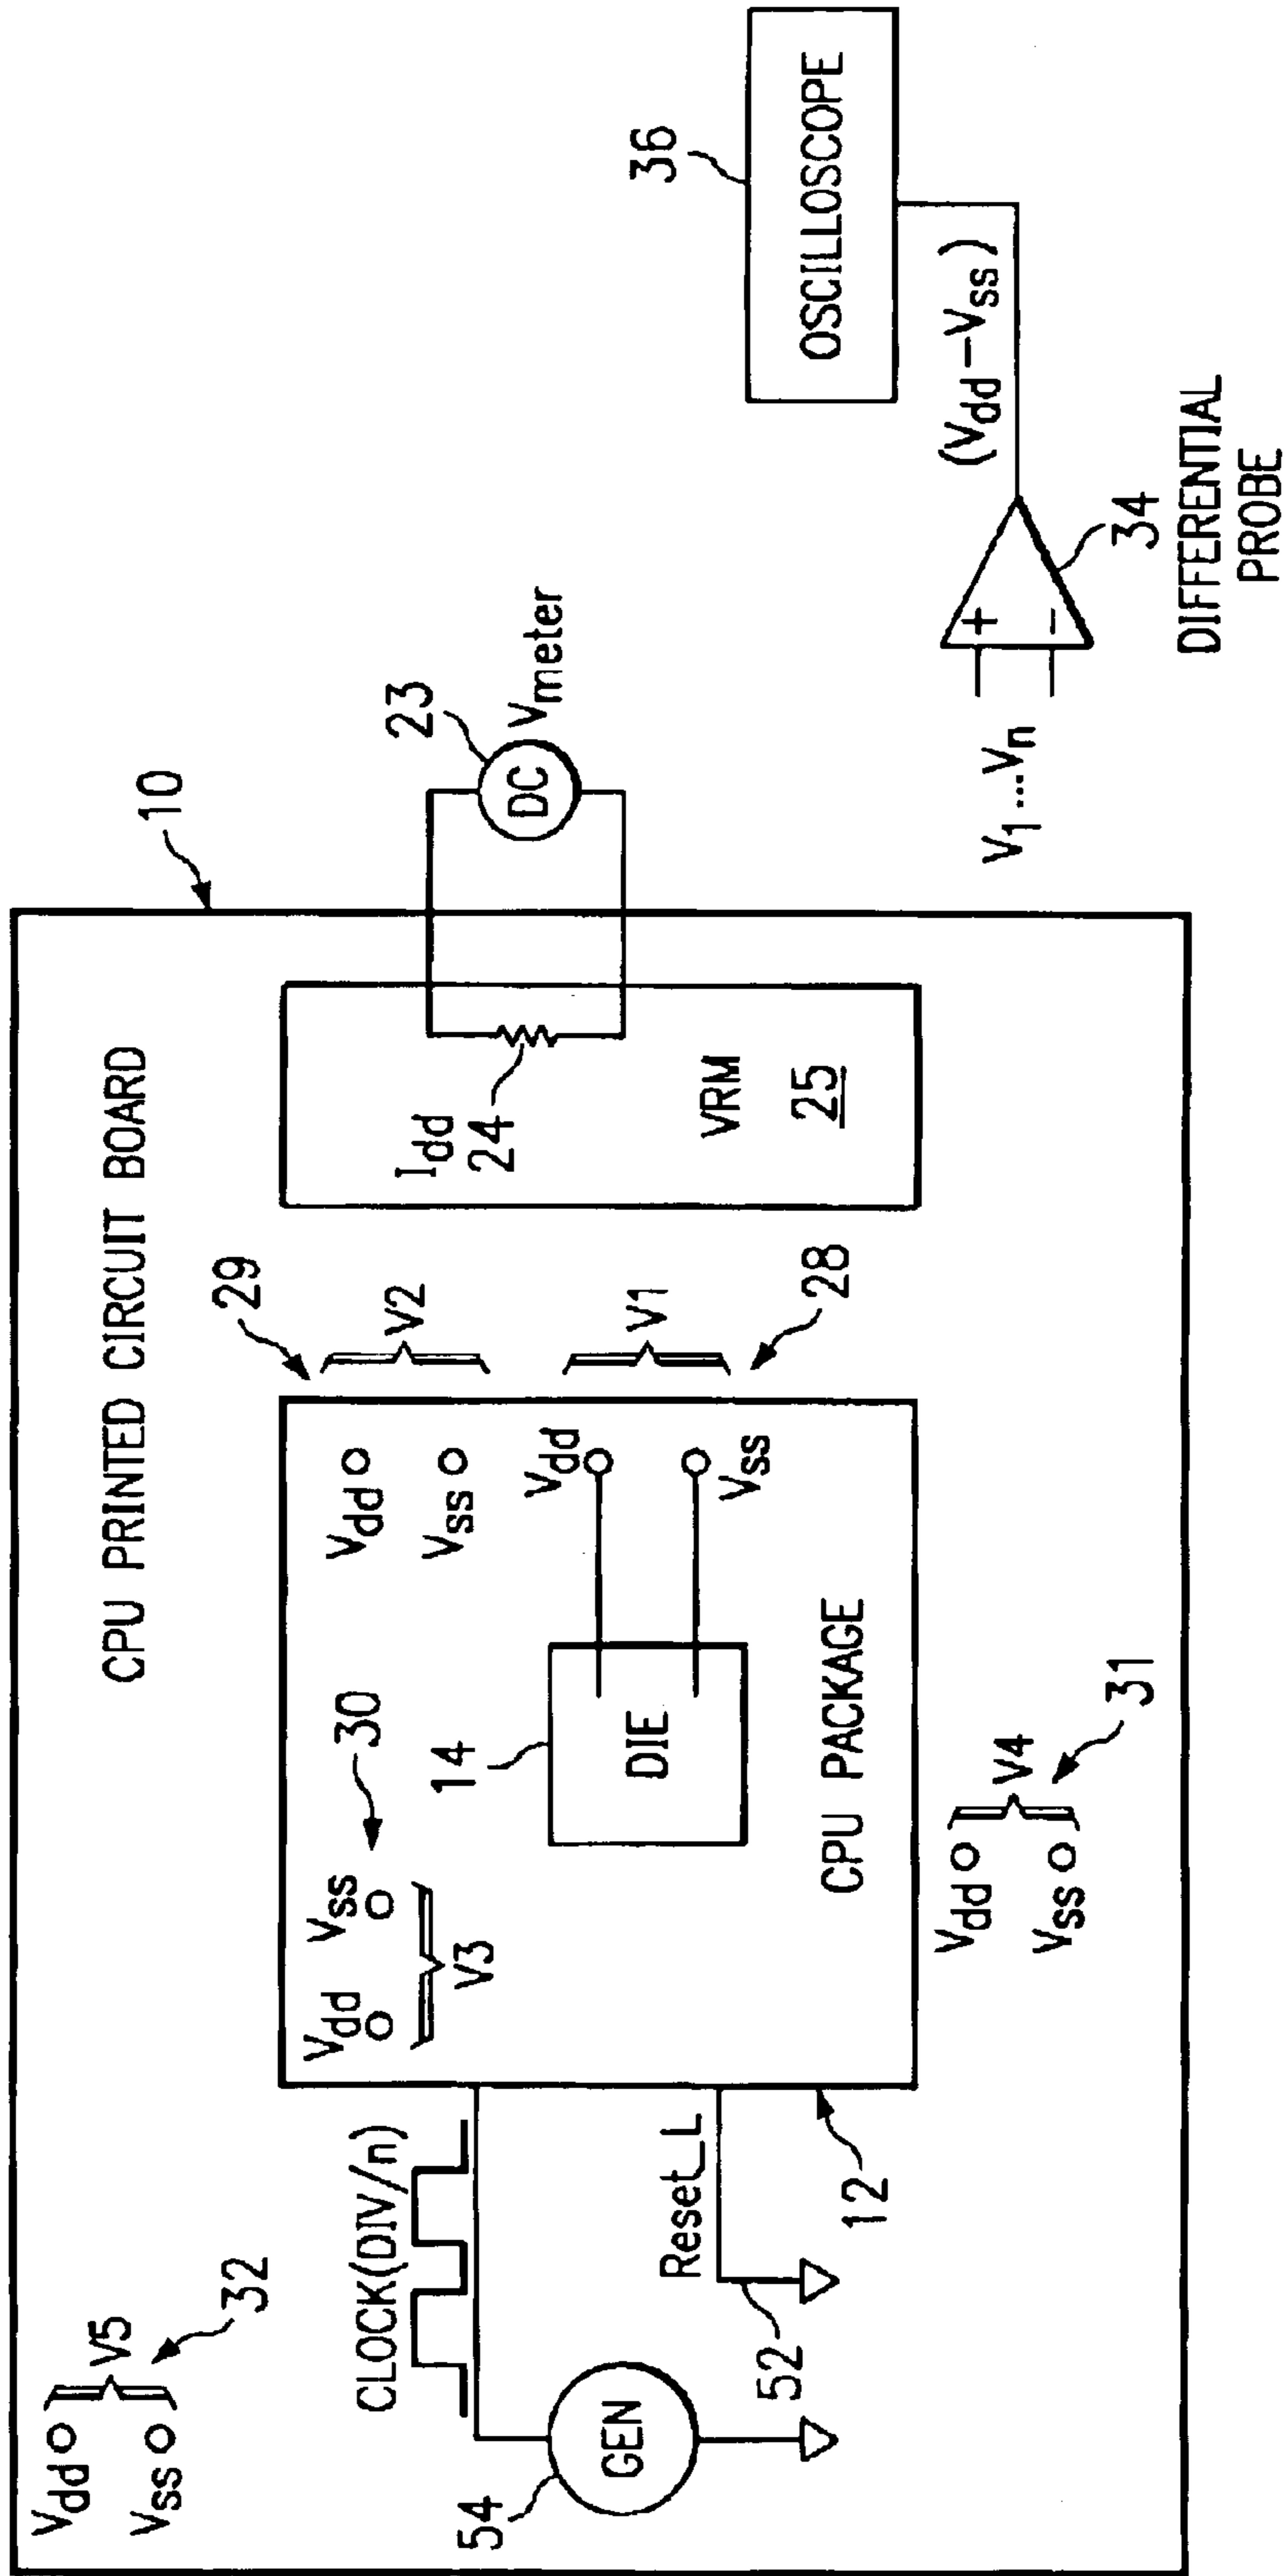 CPU PRINTED CIRCUIT BOARD
10
Vdd
Vss
V5
32
CLOCK(DIV/n)
GEN
54
Reset_L
52
12
Vdd
Vss
V3
30
14
DIE
CPU PACKAGE
Vdd
Vss
V2
29
Vdd
Vss
V1
28
Vdd
Vss
V4
31
Idd
24
VRM
25
DC
23
Vmeter
V1...Vn
+
-
34
DIFFERENTIAL
PROBE
(Vdd-Vss)
OSCILLOSCOPE
36